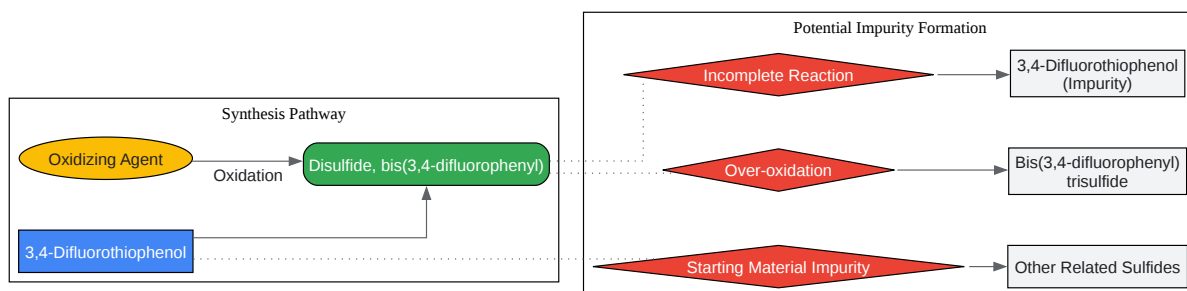 Potential Impurity Formation
Incomplete Reaction
3,4-Difluorothiophenol
(Impurity)
Synthesis Pathway
Oxidizing Agent
Oxidation
Disulfide, bis(3,4-difluorophenyl)
Over-oxidation
Bis(3,4-difluorophenyl)
trisulfide
3,4-Difluorothiophenol
Starting Material Impurity
Other Related Sulfides